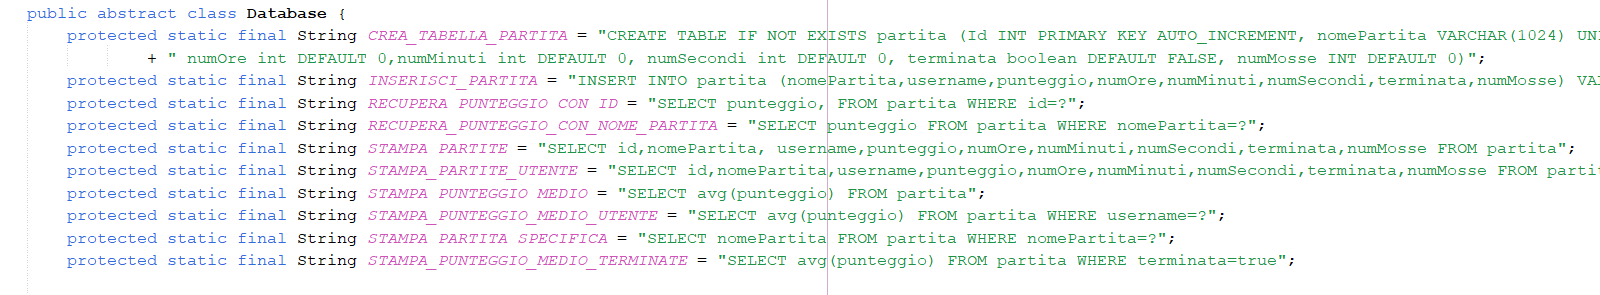 public abstract class Database {
protected static final String CREA_TABELLA_PARTITA = "CREATE TABLE IF NOT EXISTS partita (Id INT PRIMARY KEY AUTO_INCREMENT, nomePartita VARCHAR(1024) UNI
+ " numOre int DEFAULT 0,numMinuti int DEFAULT 0, numSecondi int DEFAULT 0, terminata boolean DEFAULT FALSE, numMosse INT DEFAULT 0)";
protected static final String INSERISCI_PARTITA = "INSERT INTO partita (nomePartita,username,punteggio,numOre,numMinuti,numSecondi,terminata,numMosse) VAL
protected static final String RECUPERA_PUNTEGGIO_CON_ID = "SELECT punteggio, FROM partita WHERE id=?";
protected static final String RECUPERA_PUNTEGGIO_CON_NOME_PARTITA = "SELECT punteggio FROM partita WHERE nomePartita=?";
protected static final String STAMPA_PARTITE = "SELECT id,nomePartita, username,punteggio,numOre,numMinuti,numSecondi,terminata,numMosse FROM partita";
protected static final String STAMPA_PARTITE_UTENTE = "SELECT id,nomePartita,username,punteggio,numOre,numMinuti,numSecondi,terminata,numMosse FROM partit
protected static final String STAMPA_PUNTEGGIO_MEDIO = "SELECT avg(punteggio) FROM partita";
protected static final String STAMPA_PUNTEGGIO_MEDIO_UTENTE = "SELECT avg(punteggio) FROM partita WHERE username=?";
protected static final String STAMPA_PARTITA_SPECIFICA = "SELECT nomePartita FROM partita WHERE nomePartita=?";
protected static final String STAMPA_PUNTEGGIO_MEDIO_TERMINATE = "SELECT avg(punteggio) FROM partita WHERE terminata=true";